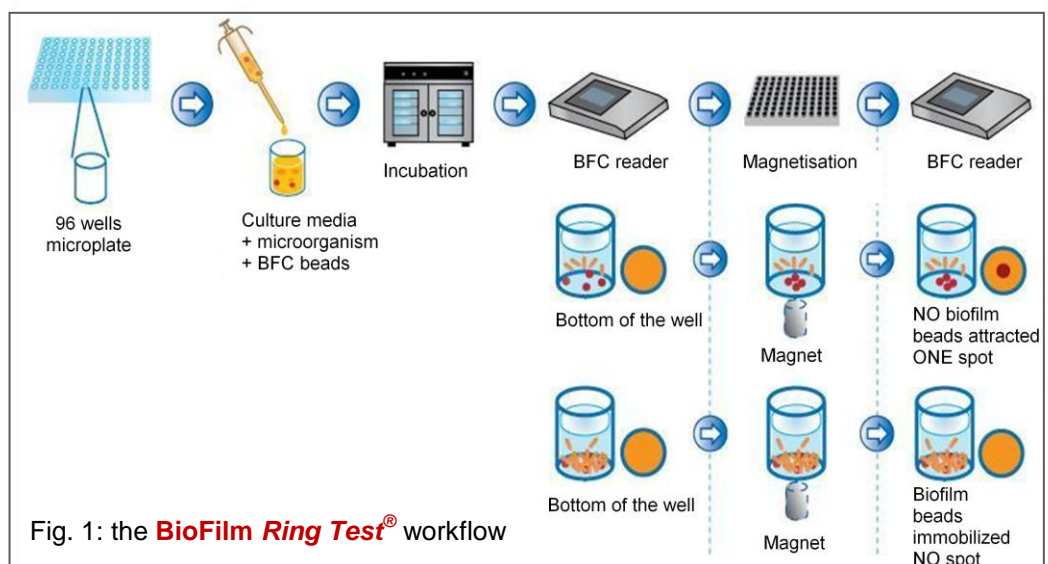 96 wells
microplate
Culture media
+ microorganism
+ BFC beads
Incubation
BFC reader
Magnetisation
BFC reader
Bottom of the well
Magnet
NO biofilm
beads attracted
ONE spot
Bottom of the well
Magnet
Biofilm
beads
immobilized
NO spot
Fig. 1: the BioFilm Ring Test® workflow